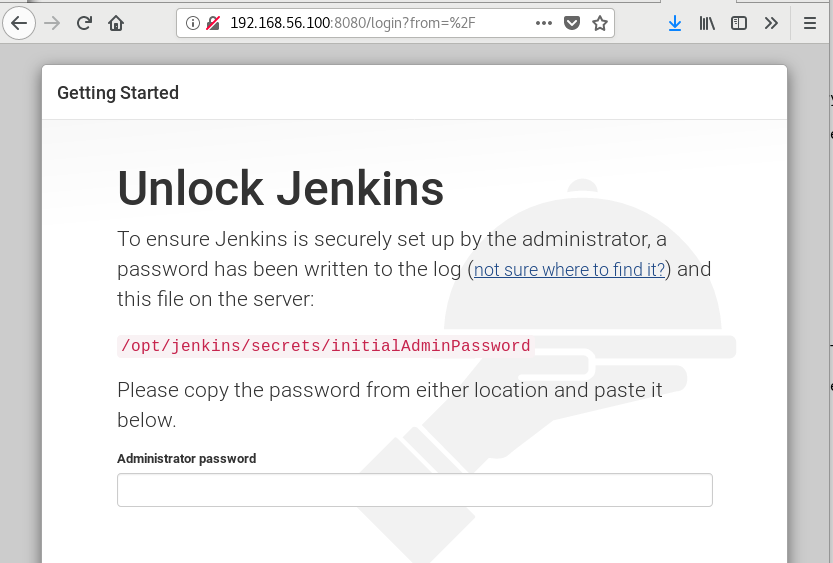 192.168.56.100:8080/login?from=%2F
Getting Started
Unlock Jenkins
To ensure Jenkins is securely set up by the administrator, a
password has been written to the log (not sure where to find it?) and
this file on the server:
/opt/jenkins/secrets/initialAdminPassword
Please copy the password from either location and paste it
below.
Administrator password